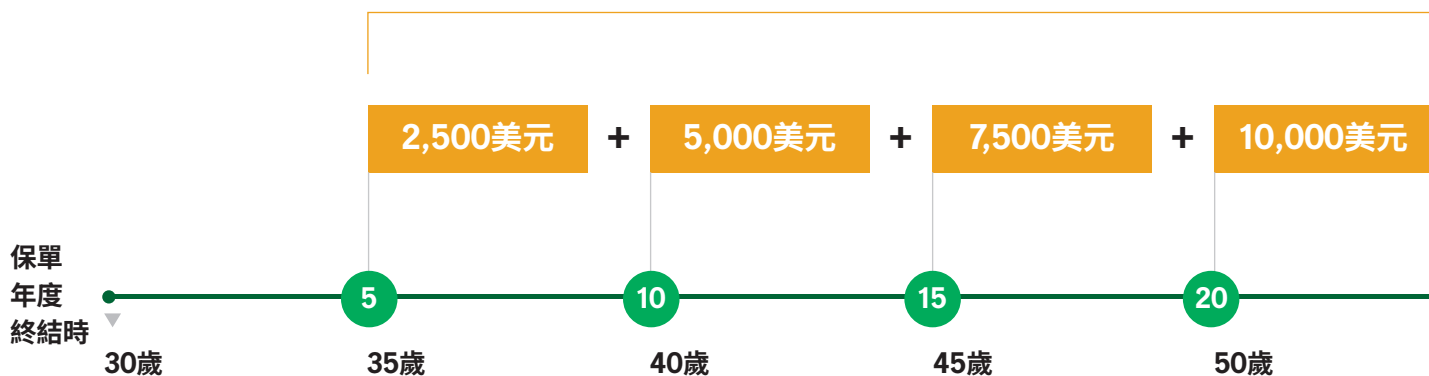 2,500美元 + 5,000美元 + 7,500美元 + 10,000美元
保單
年度
終結時
5 10 15 20
30歲 35歲 40歲 45歲 50歲